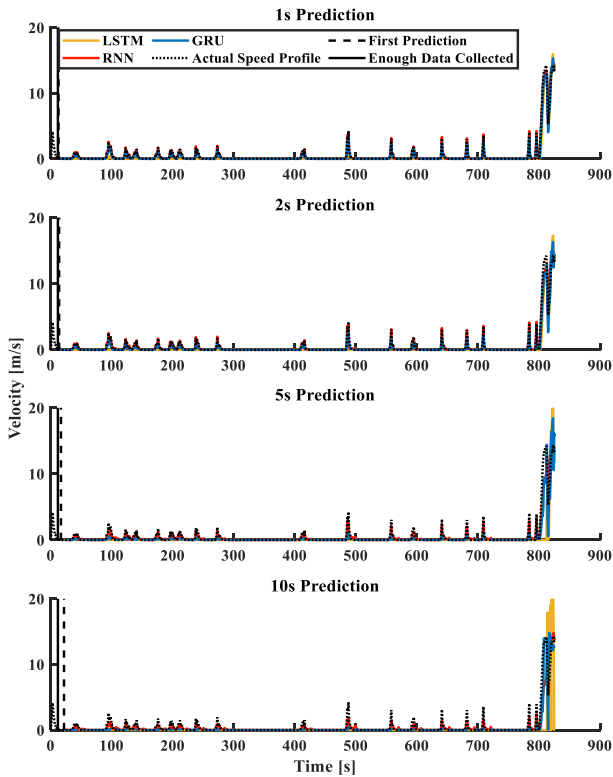 1s Prediction
LSTM GRU First Prediction
RNN Actual Speed Profile Enough Data Collected
20
10
0
0 100 200 300 400 500 600 700 800 900
2s Prediction
20
10
0
0 100 200 300 400 500 600 700 800 900
Velocity [m/s]
5s Prediction
20
10
0
0 100 200 300 400 500 600 700 800 900
10s Prediction
20
10
0
0 100 200 300 400 500 600 700 800 900
Time [s]